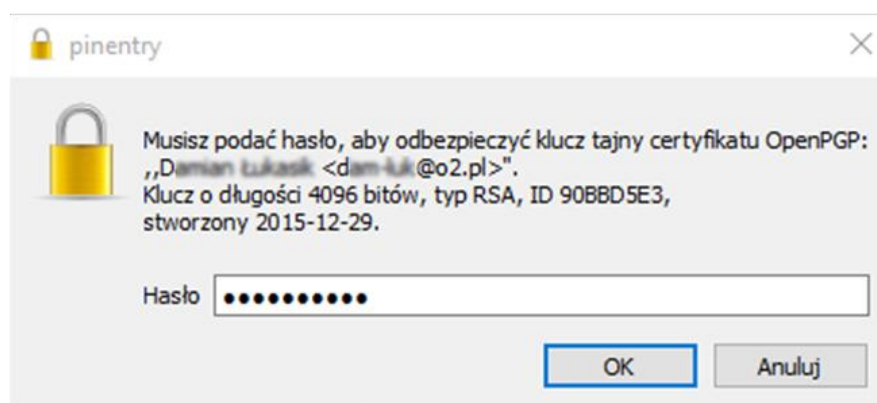 pinentry
Musisz podać hasło, aby odbezpieczyć klucz tajny certyfikatu OpenPGP:
,,D @o2.pl>".
Klucz o długości 4096 bitów, typ RSA, ID 90BBD5E3,
stworzony 2015-12-29.
Hasło ●●●●●●●●●●
OK Anuluj